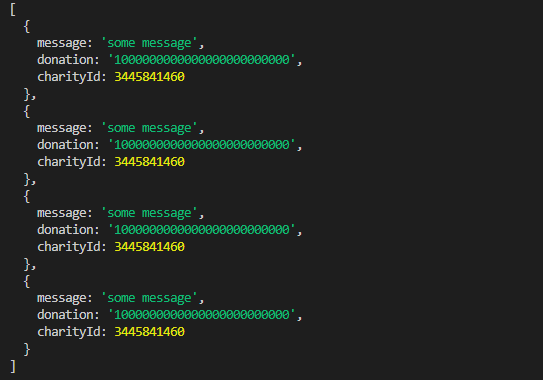 [
  {
    message: 'some message',
    donation: '1000000000000000000000000',
    charityId: 3445841460
  },
  {
    message: 'some message',
    donation: '1000000000000000000000000',
    charityId: 3445841460
  },
  {
    message: 'some message',
    donation: '1000000000000000000000000',
    charityId: 3445841460
  },
  {
    message: 'some message',
    donation: '1000000000000000000000000',
    charityId: 3445841460
  }
]